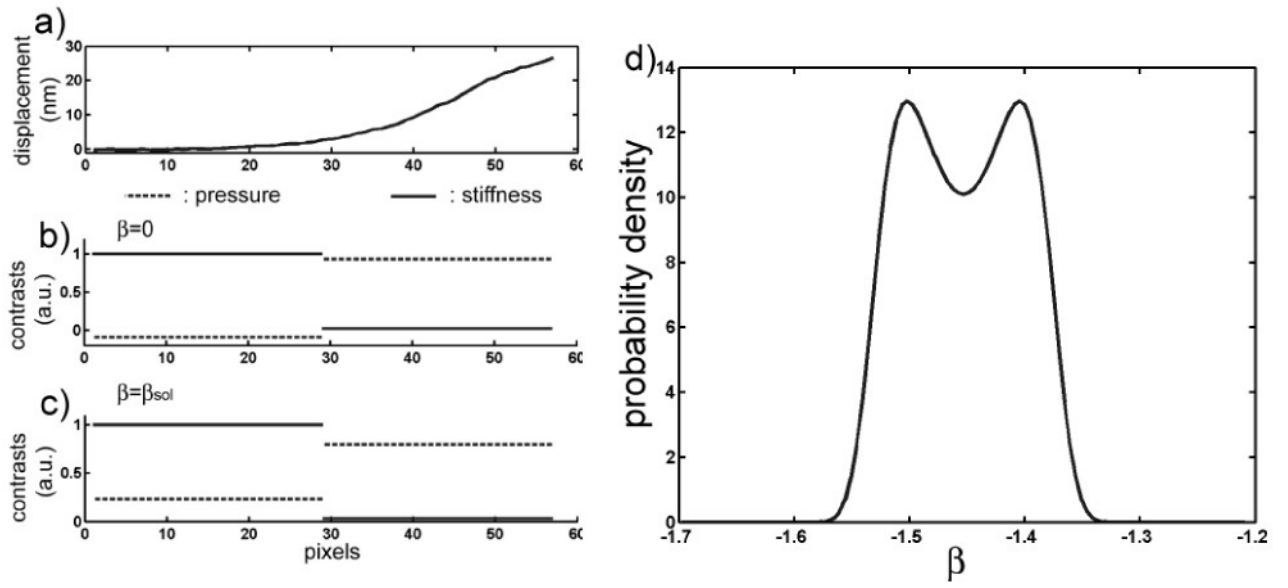 a)
displacement
(nm)
30
20
10
0
0 10 20 30 40 50 60
: pressure : stiffness
b) β=0
contrasts
(a.u.)
1
0.5
0
0 10 20 30 40 50 60
c) β=βsol
contrasts
(a.u.)
1
0.5
0
0 10 20 30 40 50 60
pixels
d)
probability density
14
12
10
8
6
4
2
0
-1.7 -1.6 -1.5 -1.4 -1.3 -1.2
β